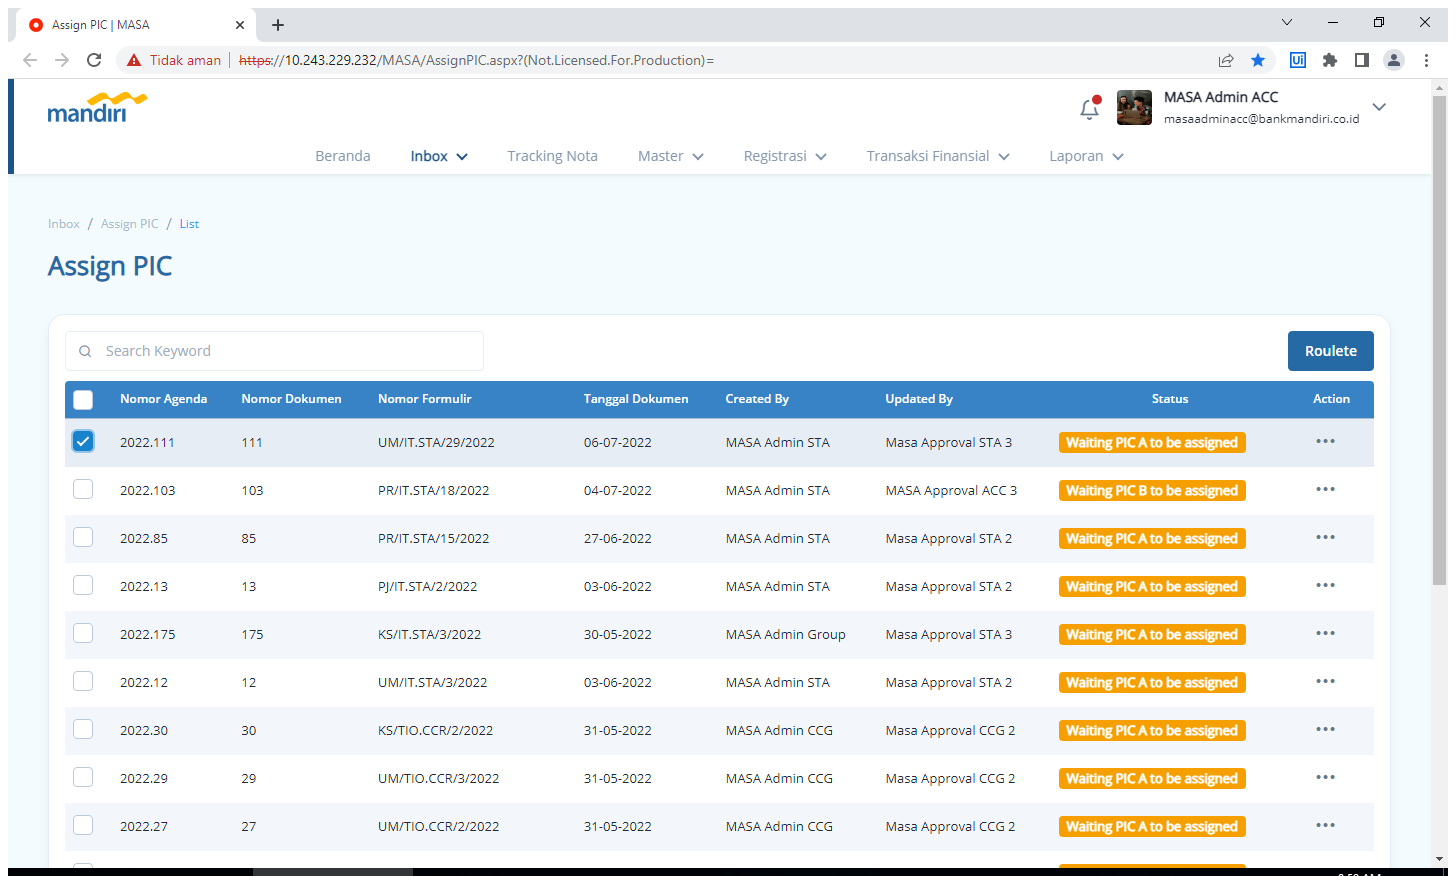 Assign PIC | MASA
Tidak aman | https://10.243.229.232/MASA/AssignPIC.aspx?(Not.Licensed.For.Production)=
Ui
mandiri
MASA Admin ACC
masaadminacc@bankmandiri.co.id
Beranda Inbox Tracking Nota Master Registrasi Transaksi Finansial Laporan
Inbox / Assign PIC / List
Assign PIC
Search Keyword Roulete
Nomor Agenda Nomor Dokumen Nomor Formulir Tanggal Dokumen Created By Updated By Status Action
2022.111 111 UM/IT.STA/29/2022 06-07-2022 MASA Admin STA Masa Approval STA 3 Waiting PIC A to be assigned
2022.103 103 PR/IT.STA/18/2022 04-07-2022 MASA Admin STA MASA Approval ACC 3 Waiting PIC B to be assigned
2022.85 85 PR/IT.STA/15/2022 27-06-2022 MASA Admin STA Masa Approval STA 2 Waiting PIC A to be assigned
2022.13 13 PJ/IT.STA/2/2022 03-06-2022 MASA Admin STA Masa Approval STA 2 Waiting PIC A to be assigned
2022.175 175 KS/IT.STA/3/2022 30-05-2022 MASA Admin Group Masa Approval STA 3 Waiting PIC A to be assigned
2022.12 12 UM/IT.STA/3/2022 03-06-2022 MASA Admin STA Masa Approval STA 2 Waiting PIC A to be assigned
2022.30 30 KS/TIO.CCR/2/2022 31-05-2022 MASA Admin CCG Masa Approval CCG 2 Waiting PIC A to be assigned
2022.29 29 UM/TIO.CCR/3/2022 31-05-2022 MASA Admin CCG Masa Approval CCG 2 Waiting PIC A to be assigned
2022.27 27 UM/TIO.CCR/2/2022 31-05-2022 MASA Admin CCG Masa Approval CCG 2 Waiting PIC A to be assigned